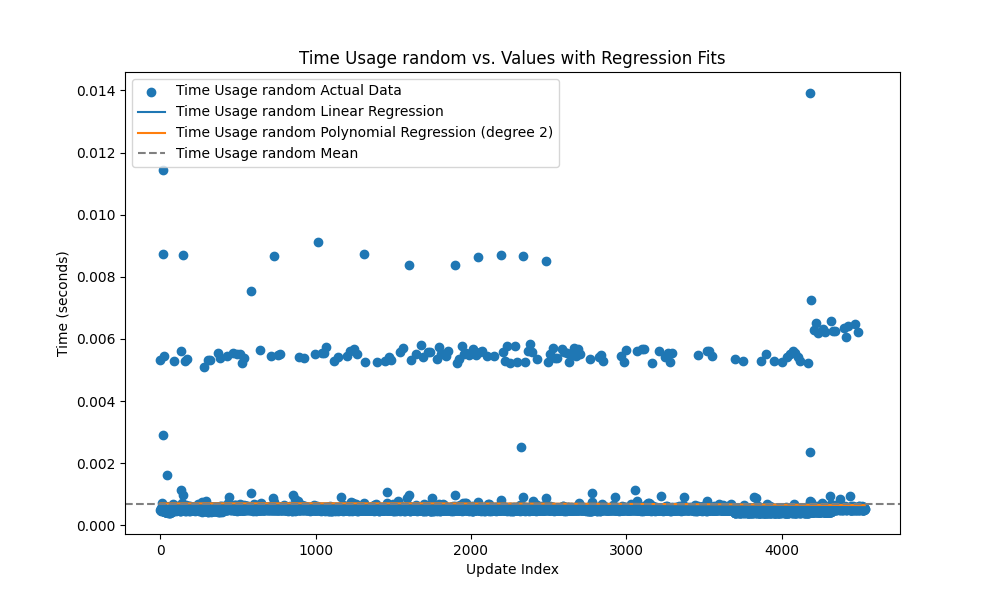 Time Usage random vs. Values with Regression Fits
Time Usage random Actual Data
Time Usage random Linear Regression
Time Usage random Polynomial Regression (degree 2)
Time Usage random Mean
Time (seconds)
0.014
0.012
0.010
0.008
0.006
0.004
0.002
0.000
0
1000
2000
3000
4000
Update Index